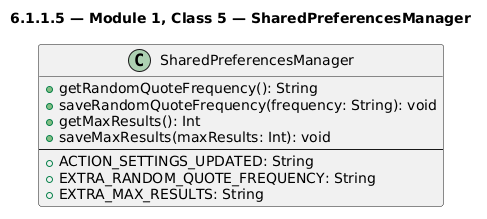 6.1.1.5 — Module 1, Class 5 — SharedPreferencesManager
C SharedPreferencesManager
getRandomQuoteFrequency(): String
saveRandomQuoteFrequency(frequency: String): void
getMaxResults(): Int
saveMaxResults(maxResults: Int): void
ACTION_SETTINGS_UPDATED: String
EXTRA_RANDOM_QUOTE_FREQUENCY: String
EXTRA_MAX_RESULTS: String